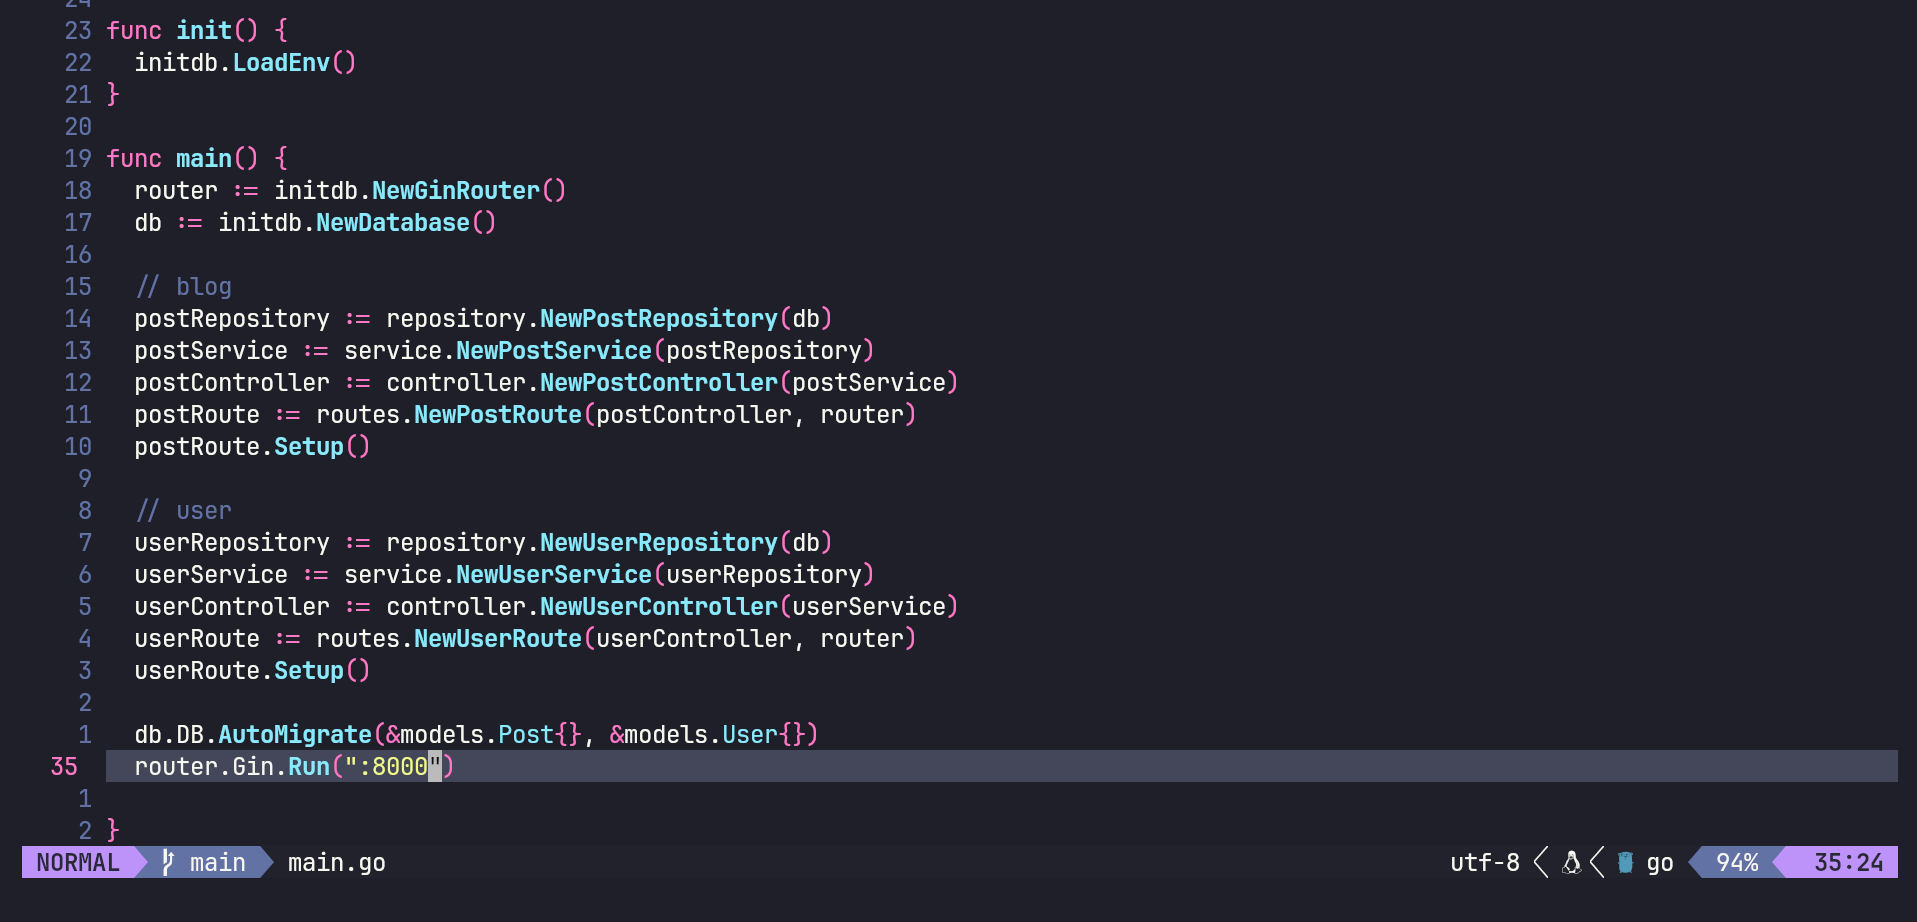 24
23 func init() {
22 initdb.LoadEnv()
21 }
20
19 func main() {
18 router := initdb.NewGinRouter()
17 db := initdb.NewDatabase()
16
15 // blog
14 postRepository := repository.NewPostRepository(db)
13 postService := service.NewPostService(postRepository)
12 postController := controller.NewPostController(postService)
11 postRoute := routes.NewPostRoute(postController, router)
10 postRoute.Setup()
9
8 // user
7 userRepository := repository.NewUserRepository(db)
6 userService := service.NewUserService(userRepository)
5 userController := controller.NewUserController(userService)
4 userRoute := routes.NewUserRoute(userController, router)
3 userRoute.Setup()
2
1 db.DB.AutoMigrate(&models.Post{}, &models.User{})
35 router.Gin.Run(":8000")
1
2 }
NORMAL main main.go utf-8 go 94% 35:24